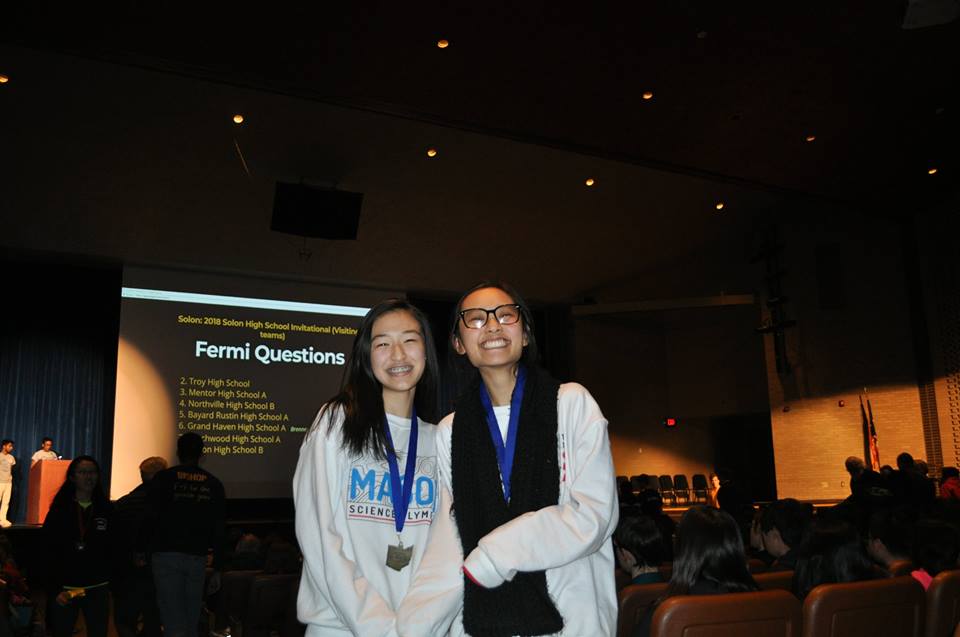 Solon: 2018 Solon High School Invitational (Visiting
teams)
Fermi Questions
2. Troy High School
3. Mentor High School A
4. Northville High School B
5. Bayard Rustin High School A
6. Grand Haven High School A
High School A
High School B
BISHOP
MASO
SCIENCE OLYMP